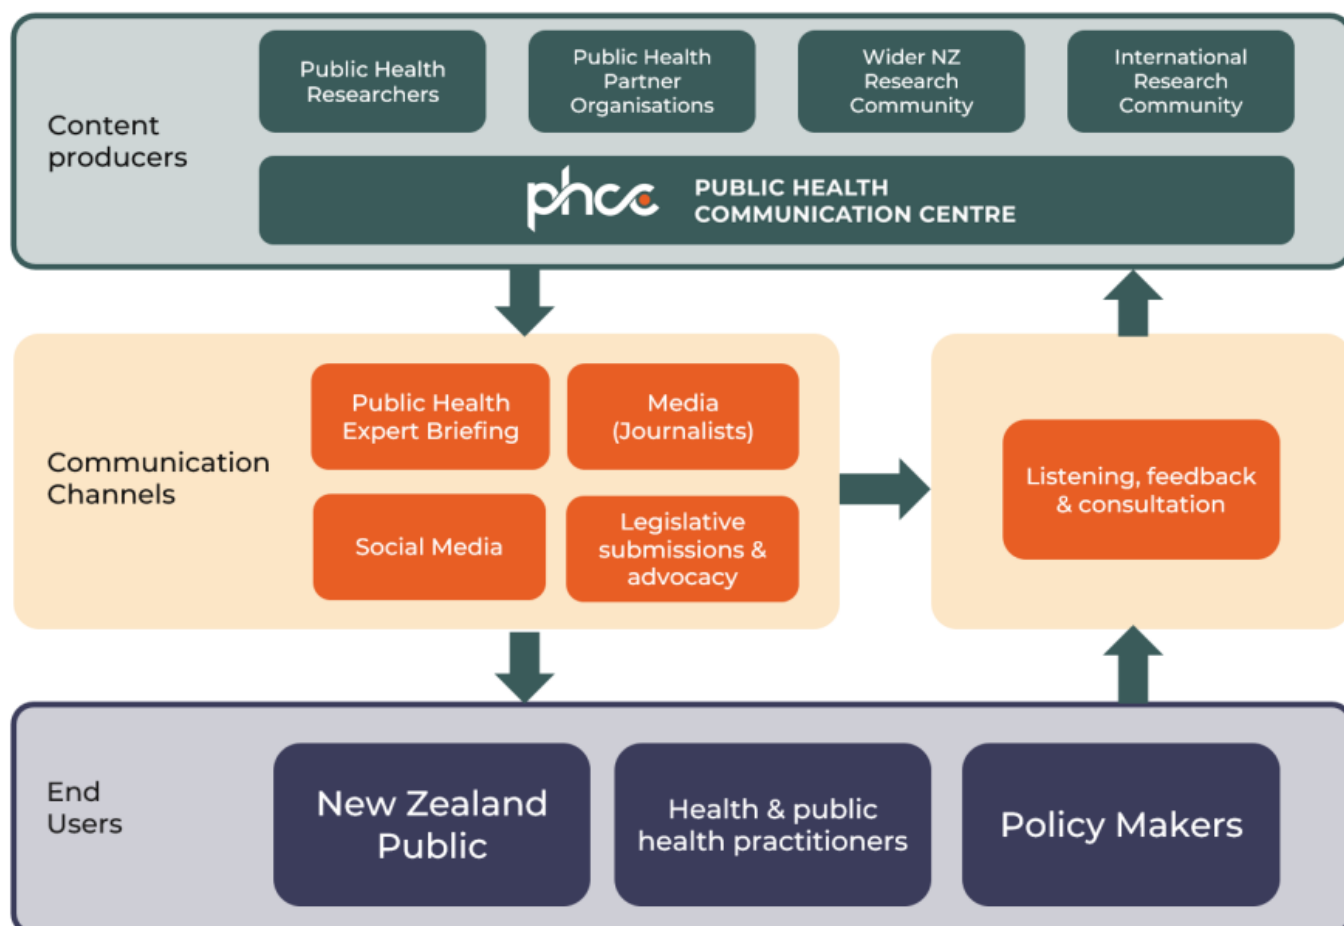 Content
producers
Public Health
Researchers
Public Health
Partner
Organisations
Wider NZ
Research
Community
International
Research
Community
phcc
PUBLIC HEALTH
COMMUNICATION CENTRE
Communication
Channels
Public Health
Expert Briefing
Media
(Journalists)
Social Media
Legislative
submissions &
advocacy
Listening, feedback
& consultation
End
Users
New Zealand
Public
Health & public
health practitioners
Policy Makers